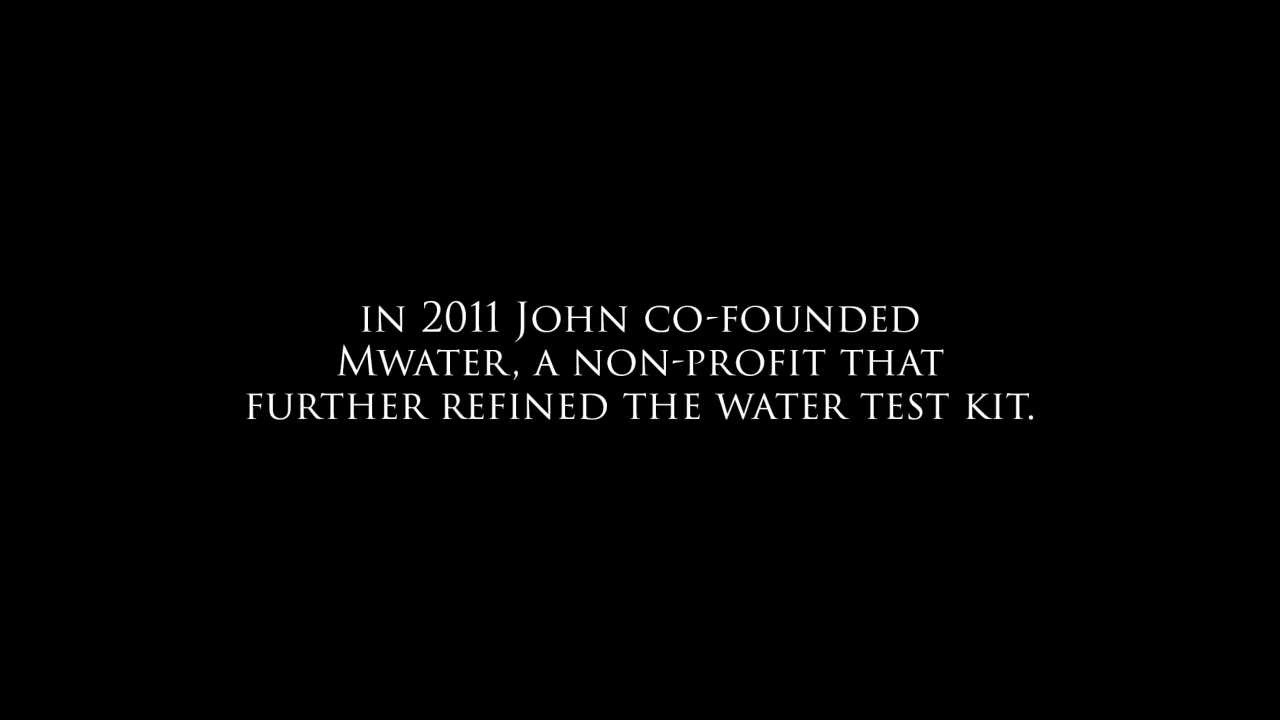 in 2011 John co-founded
Mwater, a non-profit that
further refined the water test kit.